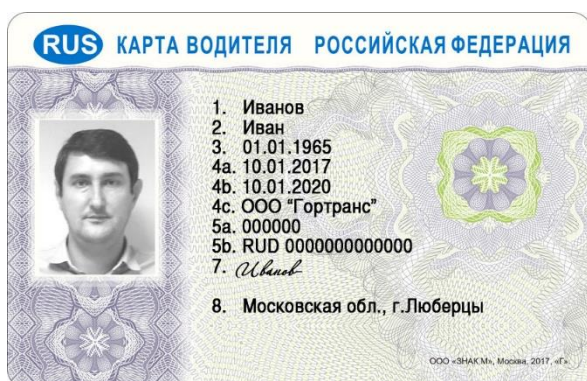 RUS КАРТА ВОДИТЕЛЯ РОССИЙСКАЯ ФЕДЕРАЦИЯ
1. Иванов
2. Иван
3. 01.01.1965
4a. 10.01.2017
4b. 10.01.2020
4c. ООО "Гортранс"
5a. 000000
5b. RUD 0000000000000
7. Иванов
8. Московская обл., г.Люберцы
ООО «ЗНАК М», Москва, 2017, «Г».